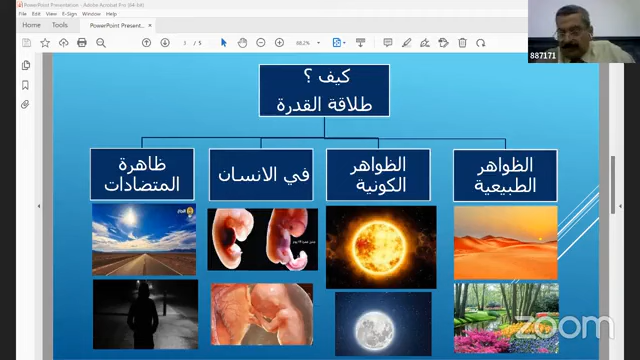 PowerPoint Presentation - Adobe Acrobat Pro (64-bit)
File Edit View E-Sign Window Help
Home Tools PowerPoint Present... ×
1 / 5 88,2%
887171
كيف ؟
طلاقة القدرة
الظواهر الطبيعية
الظواهر الكونية
في الانسان
ظاهرة المتضادات
zoom